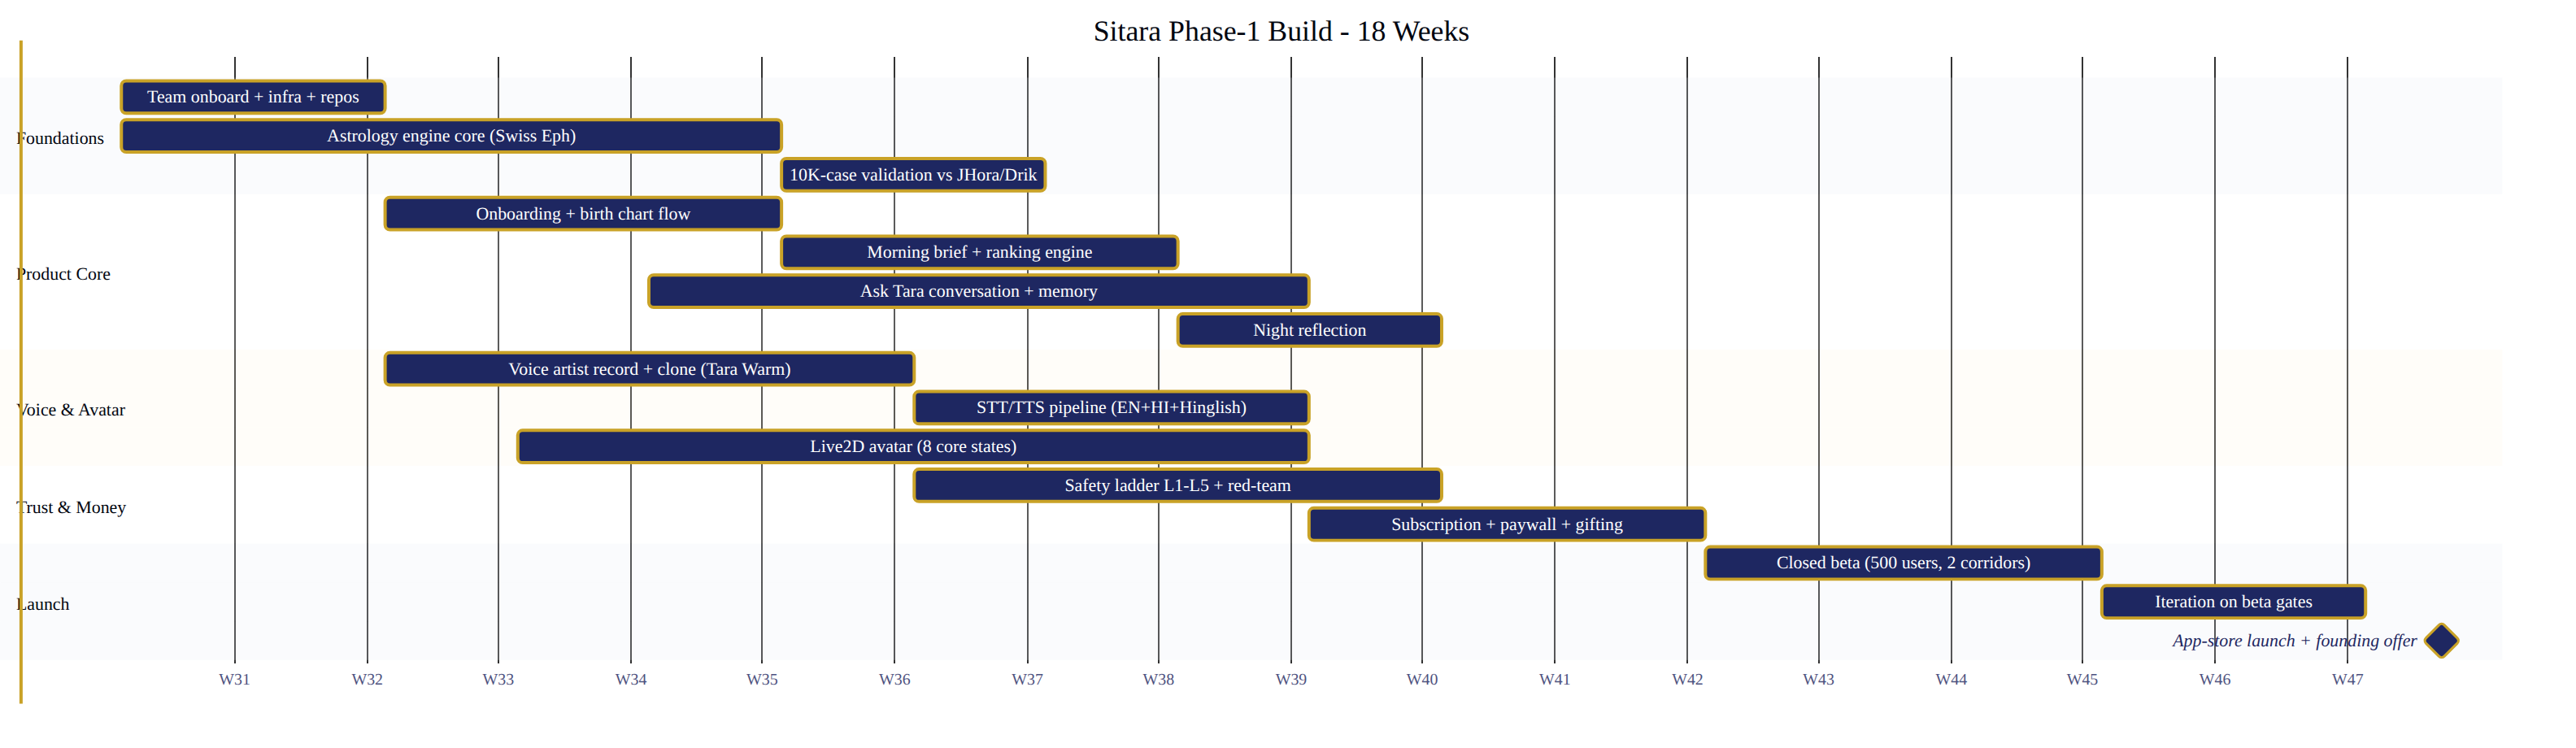 Sitara Phase-1 Build - 18 Weeks
Foundations
Team onboard + infra + repos
Astrology engine core (Swiss Eph)
10K-case validation vs JHora/Drik
Product Core
Onboarding + birth chart flow
Morning brief + ranking engine
Ask Tara conversation + memory
Night reflection
Voice & Avatar
Voice artist record + clone (Tara Warm)
STT/TTS pipeline (EN+HI+Hinglish)
Live2D avatar (8 core states)
Trust & Money
Safety ladder L1-L5 + red-team
Subscription + paywall + gifting
Launch
Closed beta (500 users, 2 corridors)
Iteration on beta gates
App-store launch + founding offer
W31 W32 W33 W34 W35 W36 W37 W38 W39 W40 W41 W42 W43 W44 W45 W46 W47